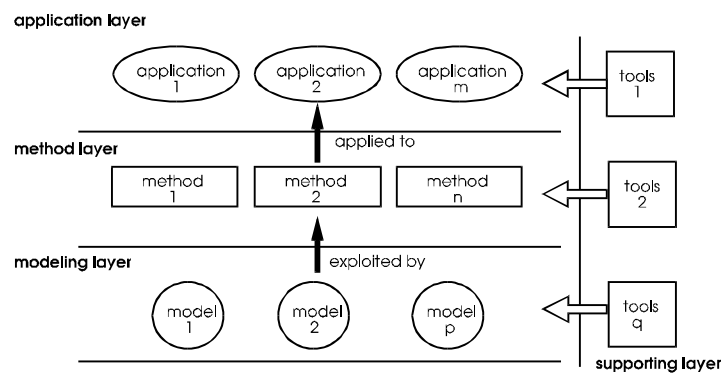 application layer
application
1
application
2
application
m
tools
1
applied to
method layer
method
1
method
2
method
n
tools
2
exploited by
modeling layer
model
1
model
2
model
p
tools
q
supporting layer